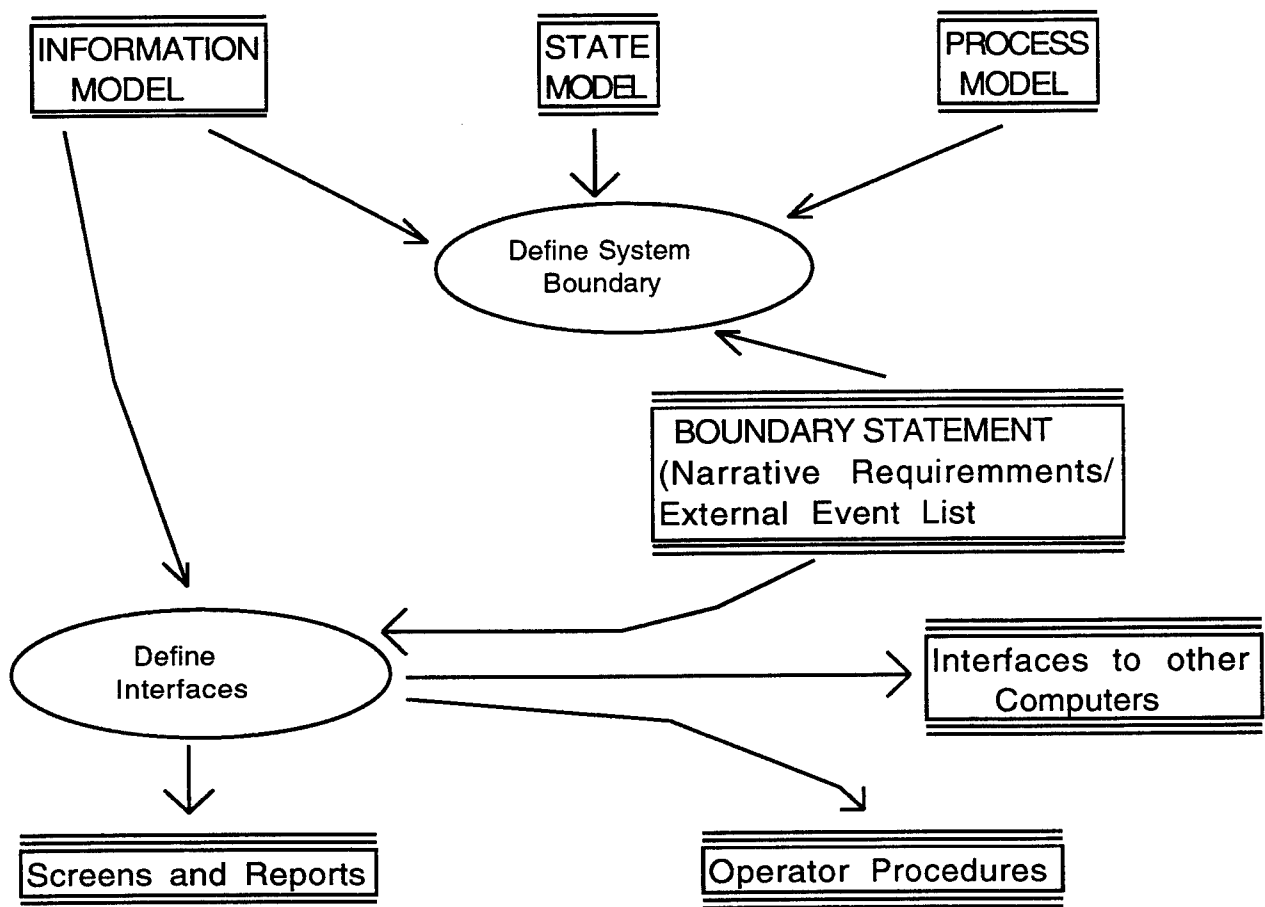 INFORMATION
MODEL
STATE
MODEL
PROCESS
MODEL
Define System
Boundary
BOUNDARY STATEMENT
(Narrative Requiremments/
External Event List
Define
Interfaces
Interfaces to other
Computers
Screens and Reports
Operator Procedures